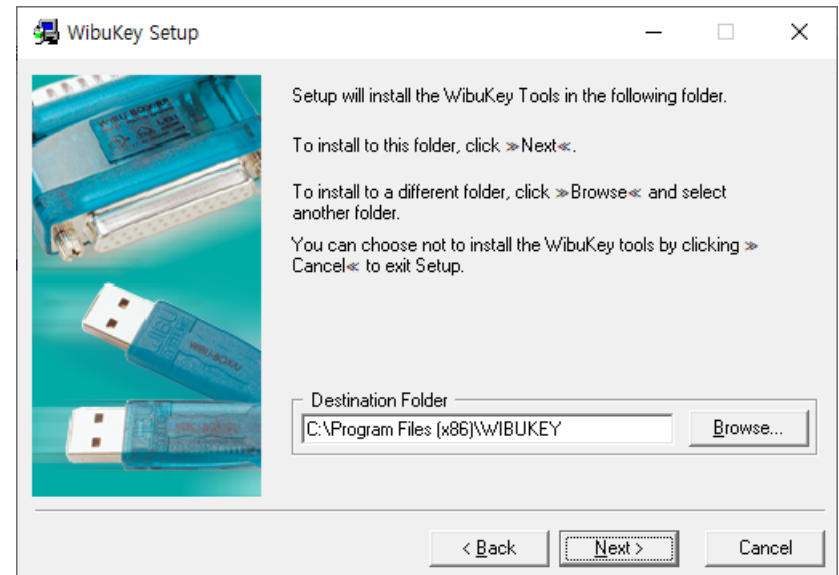 WibuKey Setup
Setup will install the WibuKey Tools in the following folder.
To install to this folder, click »Next«.
To install to a different folder, click »Browse« and select
another folder.
You can choose not to install the WibuKey tools by clicking »
Cancel« to exit Setup.
Destination Folder
C:\Program Files (x86)\WIBUKEY
Browse...
< Back
Next >
Cancel